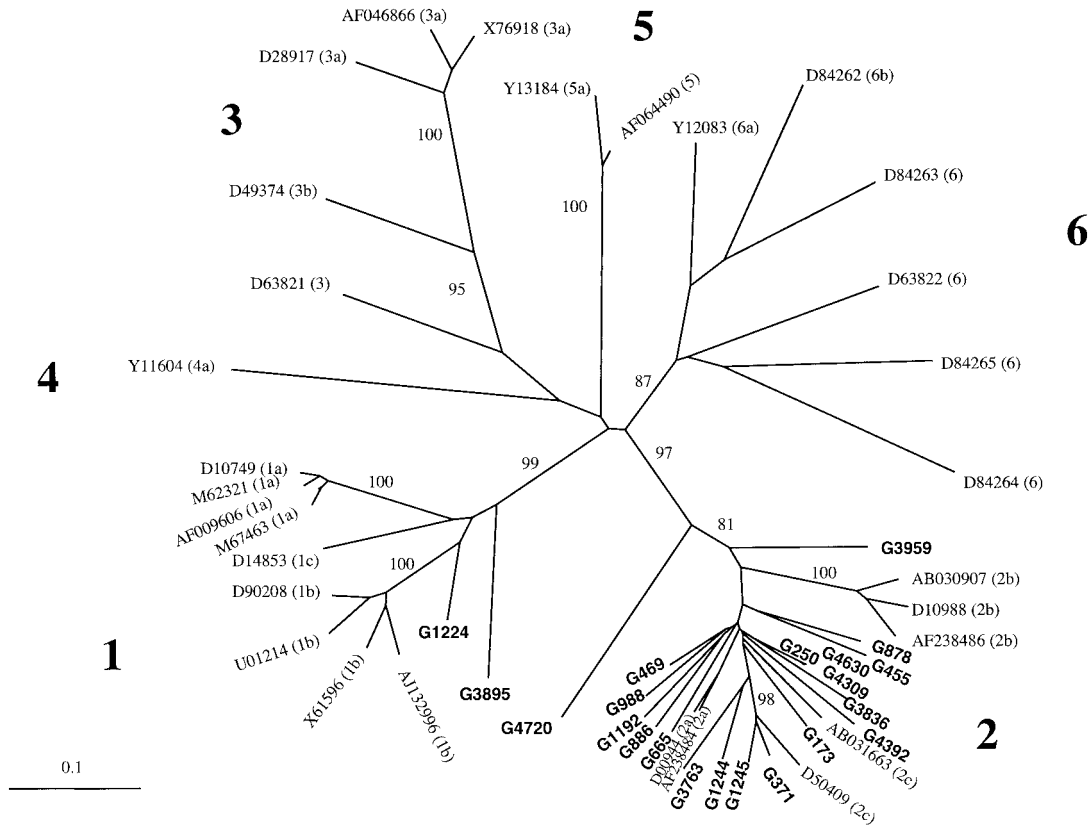 AF046866 (3a)
X76918 (3a)
5
D28917 (3a)
D84262 (6b)
Y13184 (5a)
AF064490 (5)
3
Y12083 (6a)
100
D84263 (6)
D49374 (3b)
100
6
95
D63821 (3)
D63822 (6)
Y11604 (4a)
D84265 (6)
4
87
97
99
D10749 (1a)
100
D84264 (6)
M62321 (1a)
AF009606 (1a)
M67463 (1a)
81
G3959
D14853 (1c)
100
100
AB030907 (2b)
D90208 (1b)
D10988 (2b)
G1224
AF238486 (2b)
U01214 (1b)
1
G878
G250
G4630
G455
G469
G4309
X61596 (1b)
AJ132996 (1b)
G3895
G988
98
G3836
G4720
G1192
G4392
2
G886
G173
AB031663 (2c)
G665
D00944 (2a)
AF238484 (2a)
0.1
G3763
G1244
G1245
G371
D50409 (2c)